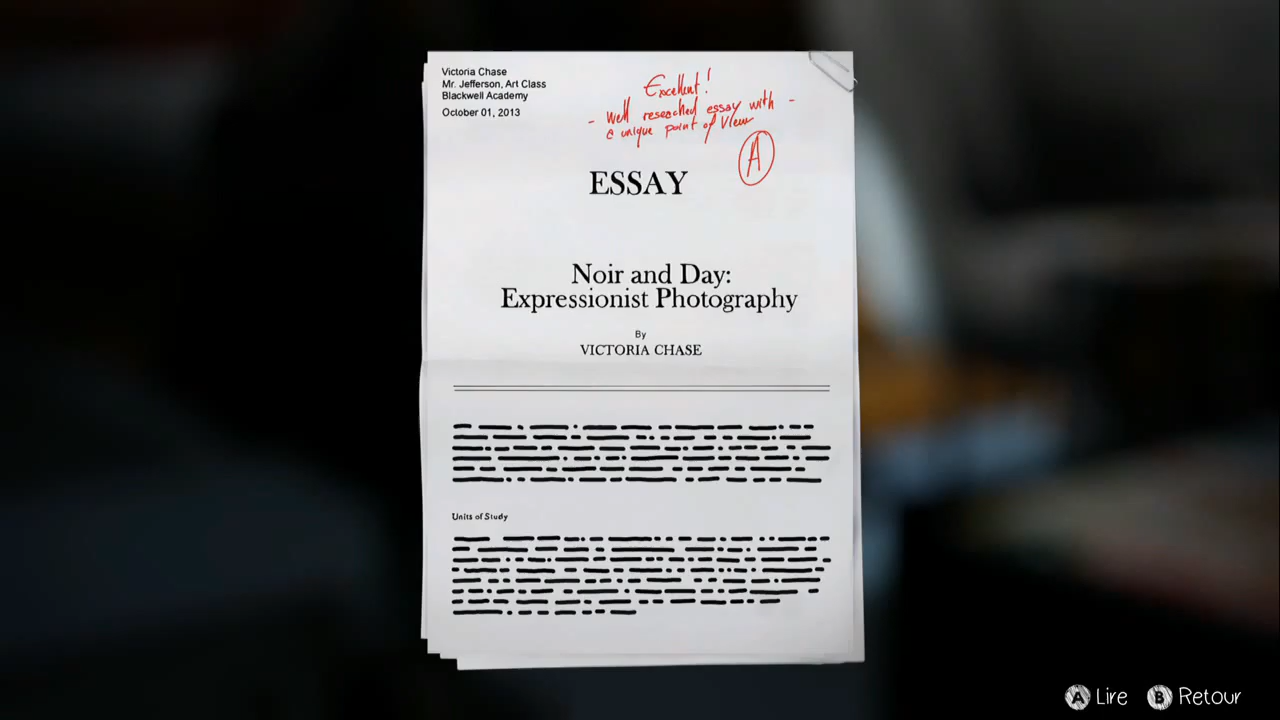 Victoria Chase
Mr. Jefferson, Art Class
Blackwell Academy
October 01, 2013
Excellent!
- Well reseached essay with -
a unique point of View
A
ESSAY
Noir and Day:
Expressionist Photography
By
VICTORIA CHASE
Units of Study
A Lire B Retour